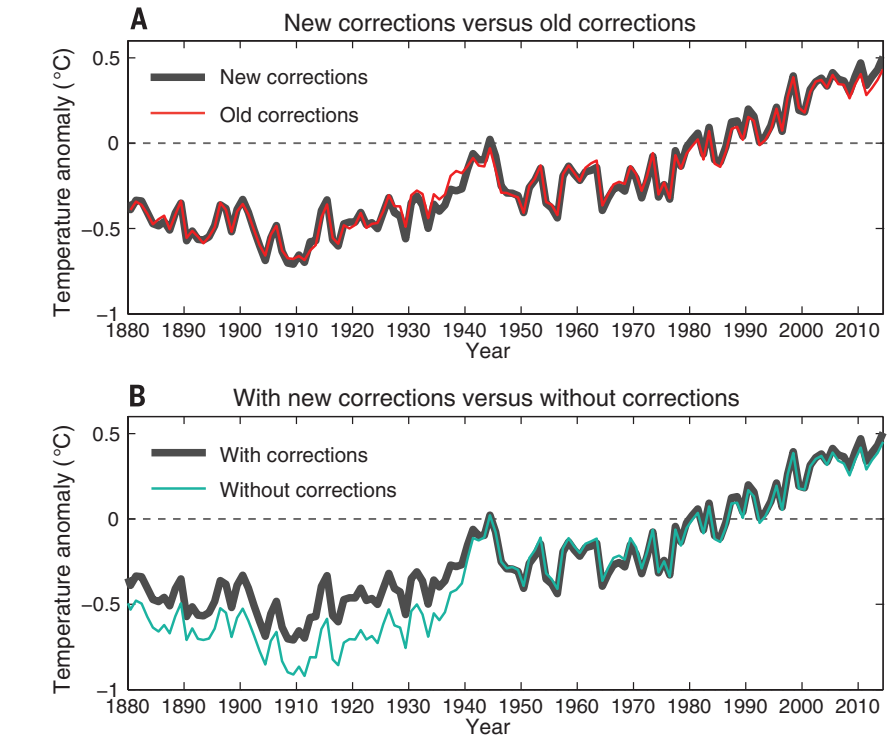 A
New corrections versus old corrections
Temperature anomaly (°C)
0.5
0
−0.5
−1
New corrections
Old corrections
1880 1890 1900 1910 1920 1930 1940 1950 1960 1970 1980 1990 2000 2010
Year
B
With new corrections versus without corrections
Temperature anomaly (°C)
0.5
0
−0.5
−1
With corrections
Without corrections
1880 1890 1900 1910 1920 1930 1940 1950 1960 1970 1980 1990 2000 2010
Year